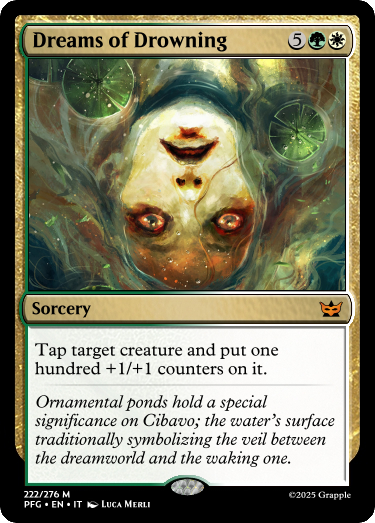 Dreams of Drowning 5
Sorcery
Tap target creature and put one
hundred +1/+1 counters on it.
Ornamental ponds hold a special
significance on Cibavo; the water's surface
traditionally symbolizing the veil between
the dreamworld and the waking one.
222/276 M
PFG • EN • IT Luca Merli
©2025 Grapple